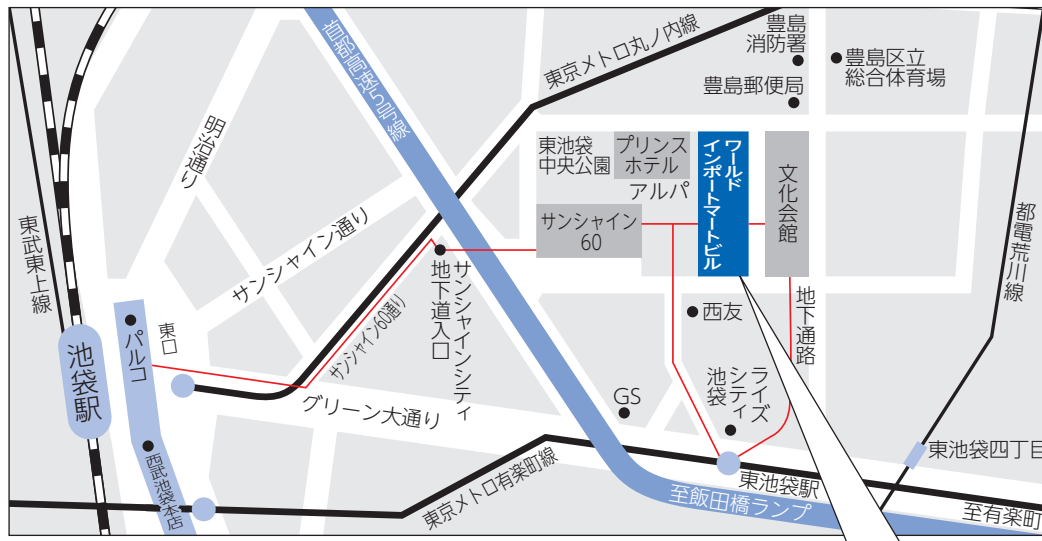 首都高速5号線
東京メトロ丸ノ内線
豊島
消防署
豊島区立
総合体育場
豊島郵便局
明治通り
東池袋
中央公園
プリンス
ホテル
アルパ
ワールド
インポートマートビル
文化会館
東武東上線
サンシャイン通り
サンシャイン
60
都電荒川線
サンシャインシティ
地下道入口
サンシャイン60通り
地下通路
西友
東口
パルコ
池袋駅
グリーン大通り
GS
ライズ
シティ
池袋
東池袋四丁目
西武池袋本店
東京メトロ有楽町線
東池袋駅
至飯田橋ランプ
至有楽町